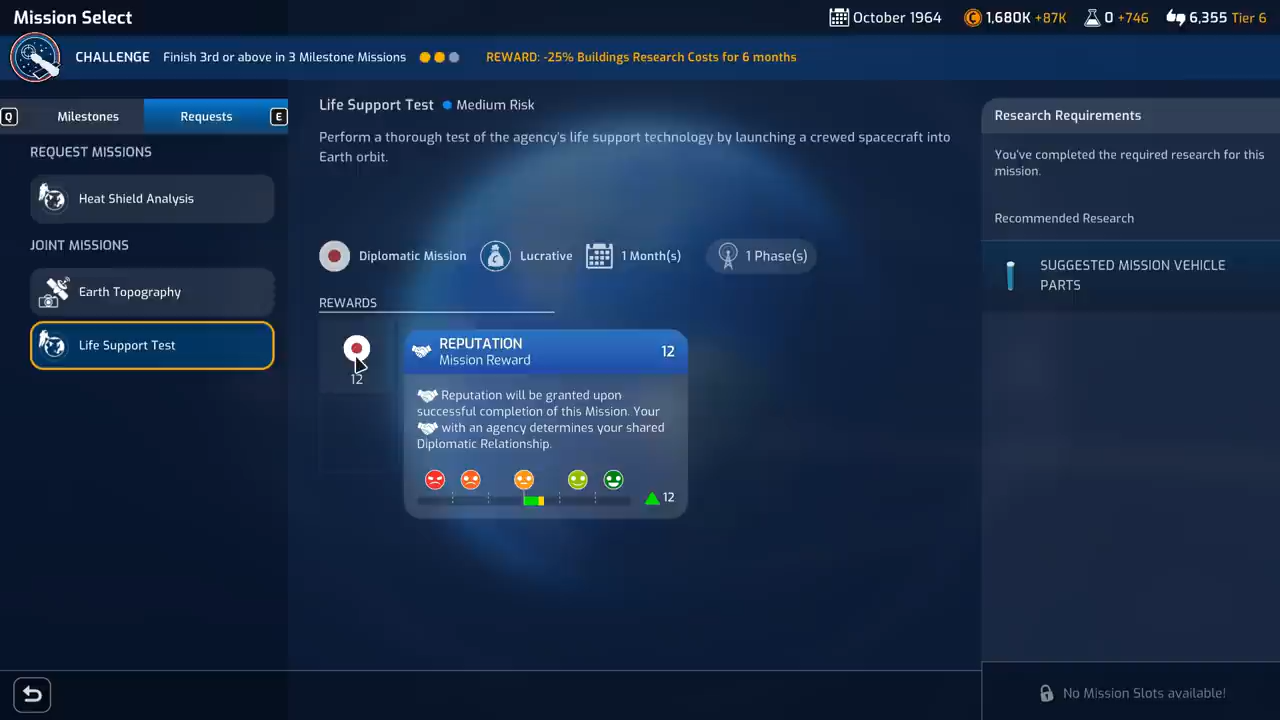 Mission Select
October 1964
1,680K +87K
0 +746
6,355 Tier 6
CHALLENGE Finish 3rd or above in 3 Milestone Missions
REWARD: -25% Buildings Research Costs for 6 months
Q Milestones Requests E
REQUEST MISSIONS
Heat Shield Analysis
JOINT MISSIONS
Earth Topography
Life Support Test
Life Support Test Medium Risk
Perform a thorough test of the agency's life support technology by launching a crewed spacecraft into
Earth orbit.
Diplomatic Mission Lucrative 1 Month(s) 1 Phase(s)
REWARDS
12
REPUTATION 12
Mission Reward
Reputation will be granted upon
successful completion of this Mission. Your
with an agency determines your shared
Diplomatic Relationship.
12
Research Requirements
You've completed the required research for this
mission.
Recommended Research
SUGGESTED MISSION VEHICLE
PARTS
No Mission Slots available!